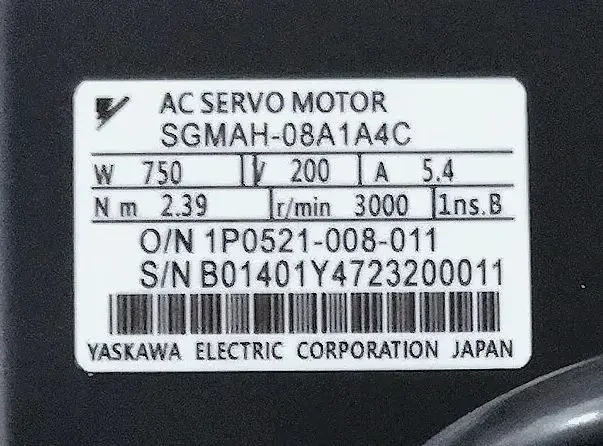 AC SERVO MOTOR
SGMAH-08A1A4C
W 750 V 200 A 5.4
N m 2.39 r/min 3000 1ns.B
O/N 1P0521-008-011
S/N B01401Y4723200011
YASKAWA ELECTRIC CORPORATION JAPAN